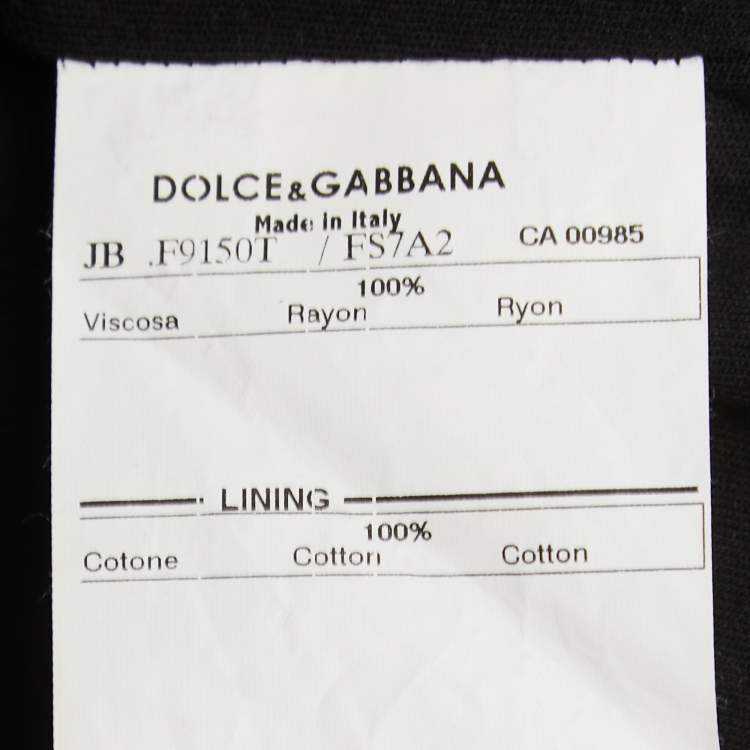 DOLCE&GABBANA
Made in Italy
JB .F9150T / FS7A2 CA 00985
100%
Viscosa Rayon Ryon
LINING
100%
Cotone Cotton Cotton